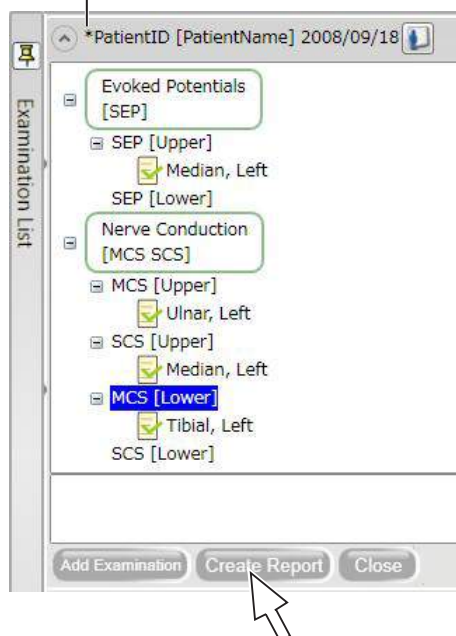 *PatientID [PatientName] 2008/09/18
Examination List
Evoked Potentials
[SEP]
SEP [Upper]
Median, Left
SEP [Lower]
Nerve Conduction
[MCS SCS]
MCS [Upper]
Ulnar, Left
SCS [Upper]
Median, Left
MCS [Lower]
Tibial, Left
SCS [Lower]
Add Examination Create Report Close